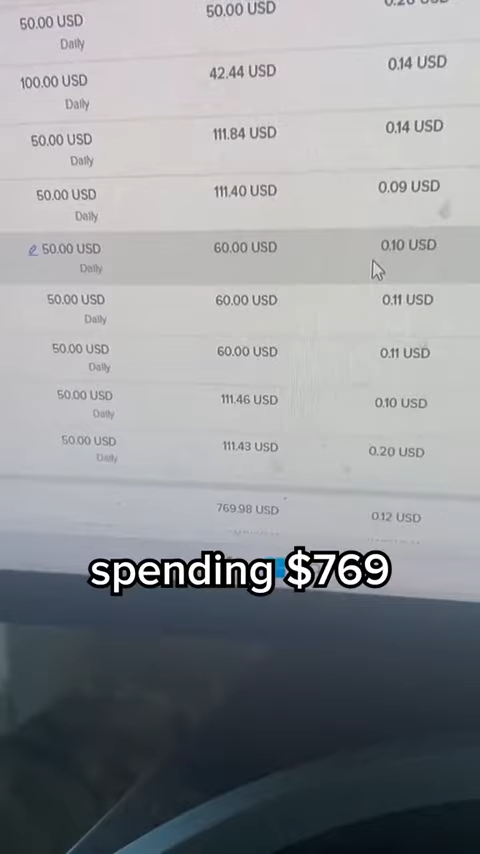 50.00 USD 50.00 USD
Daily
100.00 USD 42.44 USD 0.14 USD
Daily
50.00 USD 111.84 USD 0.14 USD
Daily
50.00 USD 111.40 USD 0.09 USD
Daily
50.00 USD 60.00 USD 0.10 USD
Daily
50.00 USD 60.00 USD 0.11 USD
Daily
50.00 USD 60.00 USD 0.11 USD
Daily
50.00 USD 111.46 USD 0.10 USD
Daily
50.00 USD 111.43 USD 0.20 USD
Daily
769.98 USD 0.12 USD
spending $769